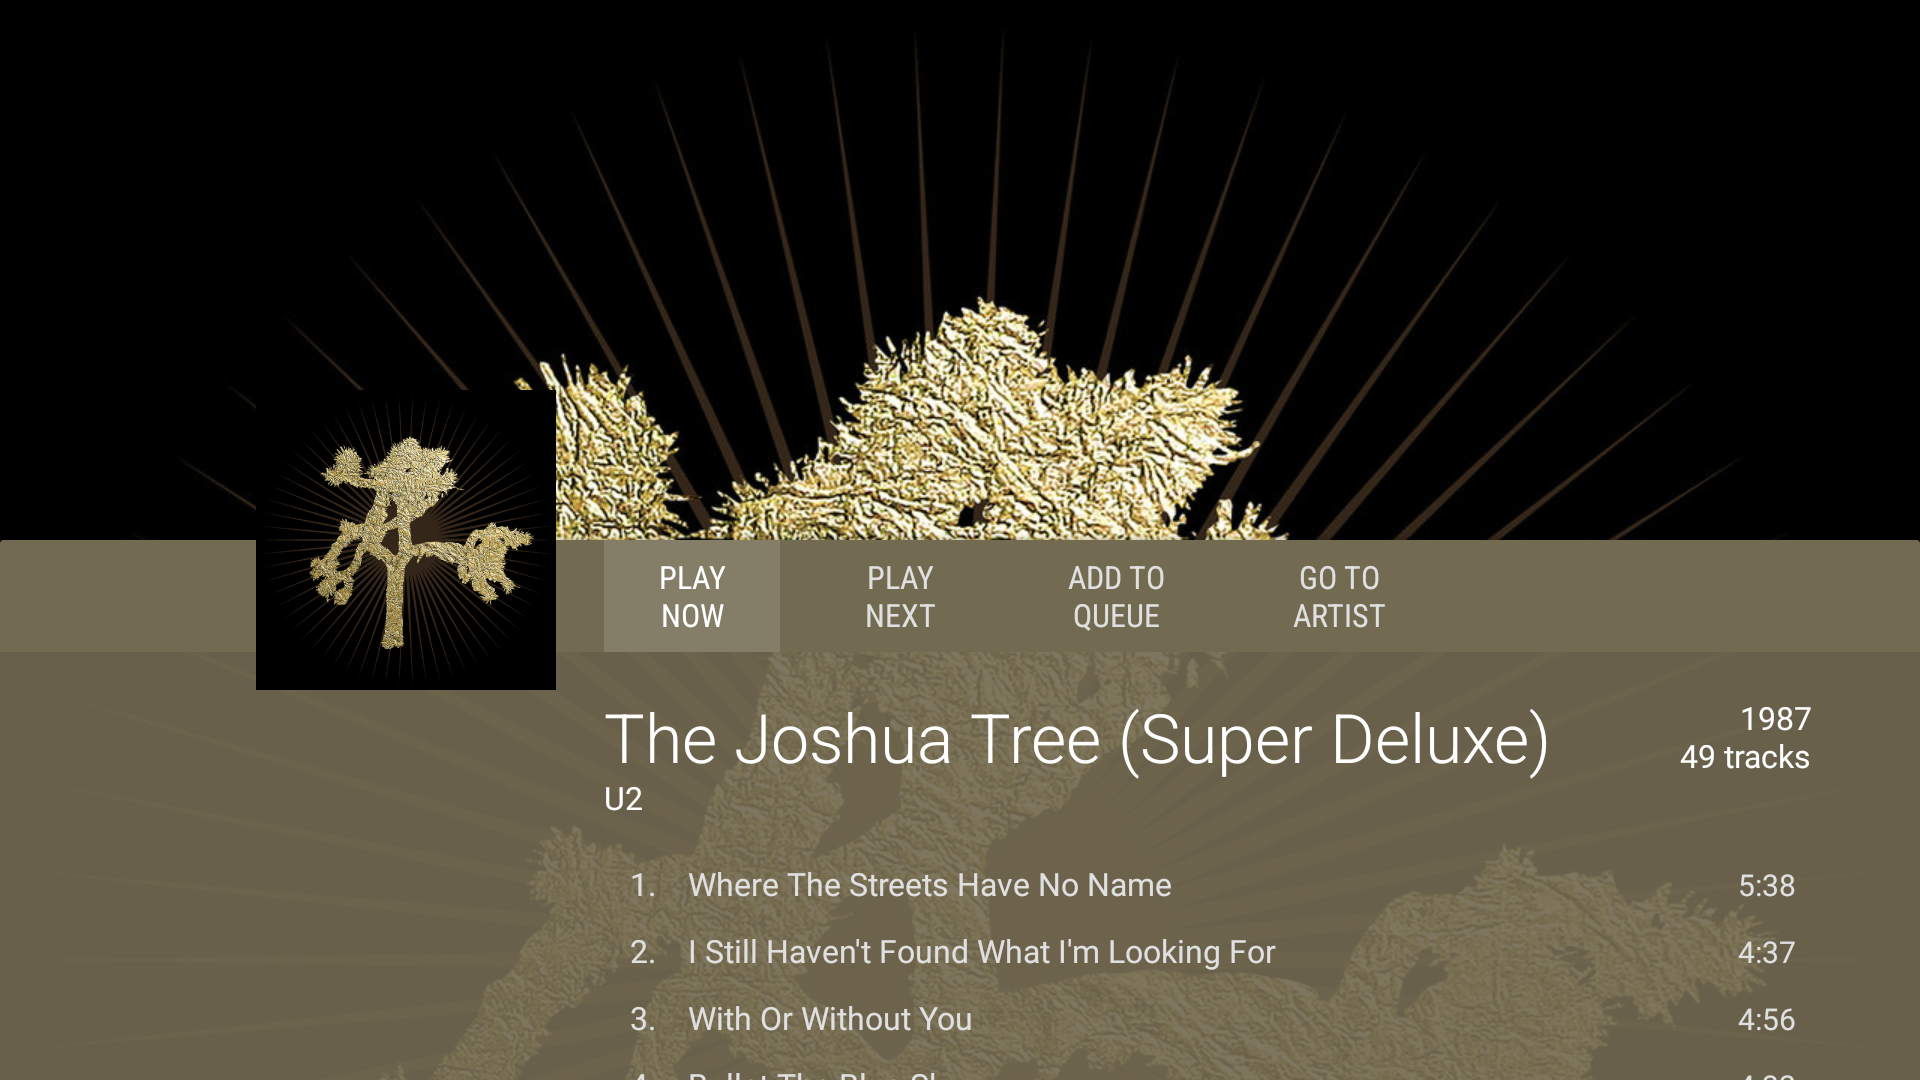 PLAY NOW
PLAY NEXT
ADD TO QUEUE
GO TO ARTIST
The Joshua Tree (Super Deluxe)
1987
49 tracks
U2
1. Where The Streets Have No Name 5:38
2. I Still Haven't Found What I'm Looking For 4:37
3. With Or Without You 4:56